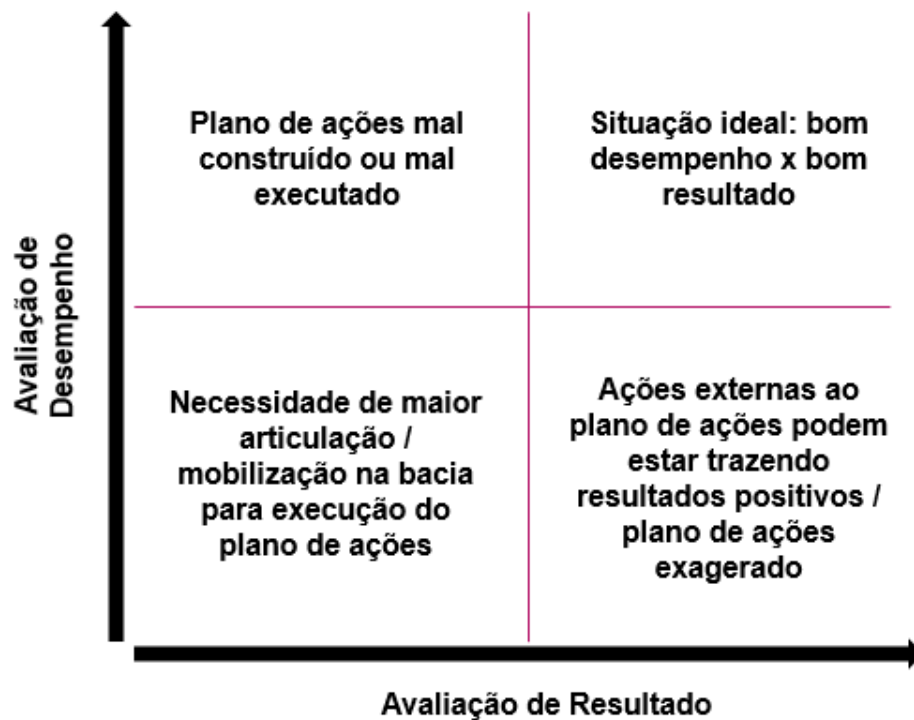 Avaliação de
Desempenho
Plano de ações mal
construído ou mal
executado
Situação ideal: bom
desempenho x bom
resultado
Necessidade de maior
articulação /
mobilização na bacia
para execução do
plano de ações
Ações externas ao
plano de ações podem
estar trazendo
resultados positivos /
plano de ações
exagerado
Avaliação de Resultado